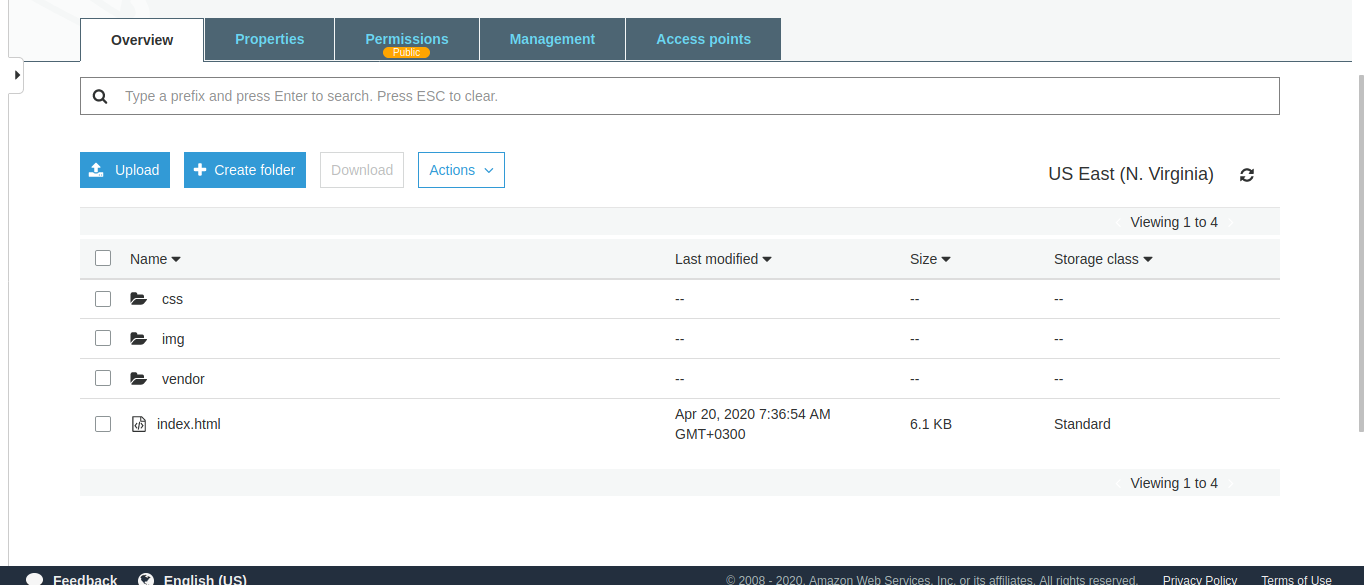 Overview
Properties
Permissions
Public
Management
Access points
Type a prefix and press Enter to search. Press ESC to clear.
Upload
Create folder
Download
Actions
US East (N. Virginia)
Viewing 1 to 4
Name Last modified Size Storage class
css -- -- --
img -- -- --
vendor -- -- --
index.html Apr 20, 2020 7:36:54 AM GMT+0300 6.1 KB Standard
Viewing 1 to 4
Feedback English (US) © 2008 - 2020, Amazon Web Services, Inc. or its affiliates. All rights reserved. Privacy Policy Terms of Use